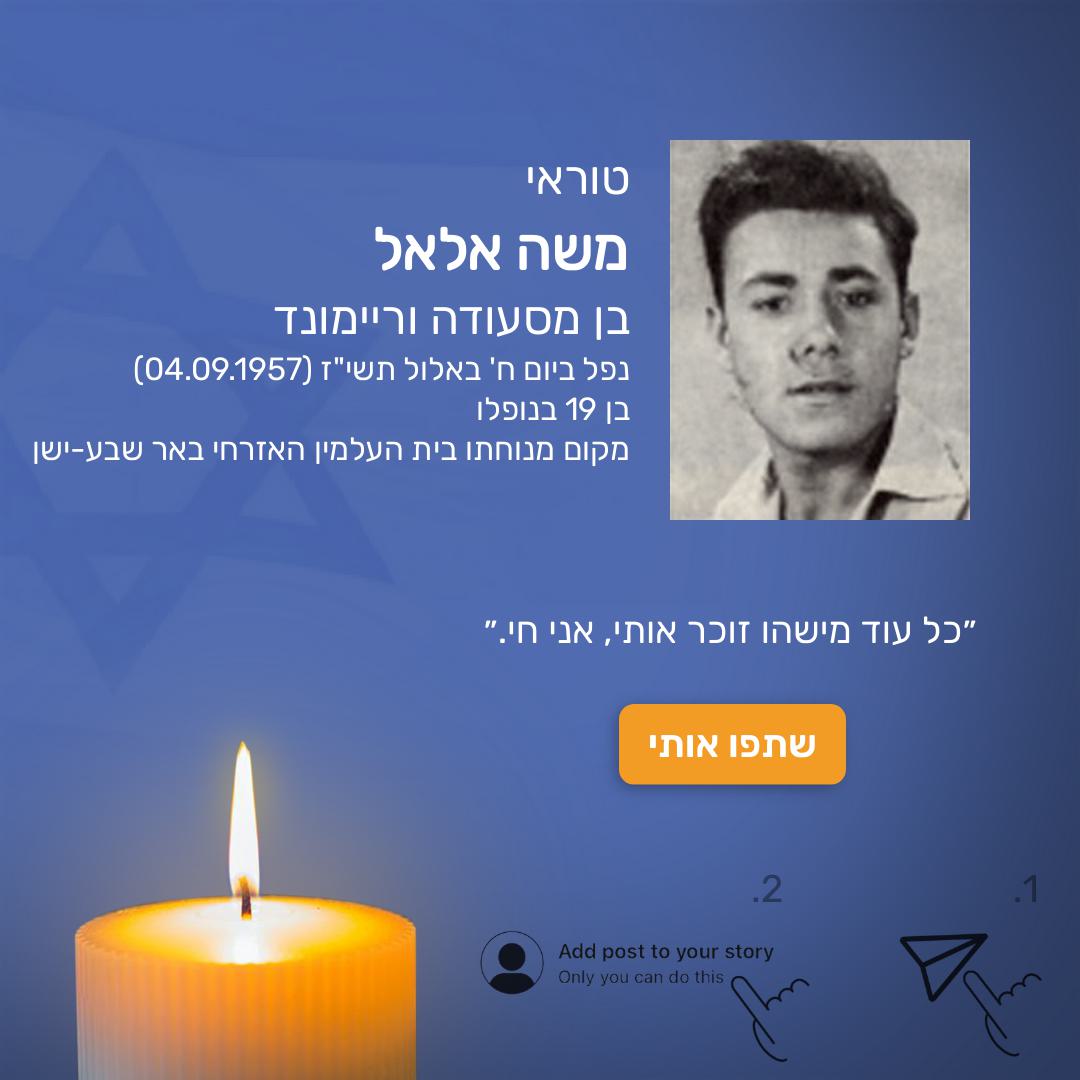 טוראי
משה אלאל
בן מסעודה וריימונד
נפל ביום ח' באלול תשי"ז (04.09.1957)
בן 19 בנופלו
מקום מנוחתו בית העלמין האזרחי באר שבע-ישן
״כל עוד מישהו זוכר אותי, אני חי.״
שתפו אותי
1.
2.
Add post to your story
Only you can do this